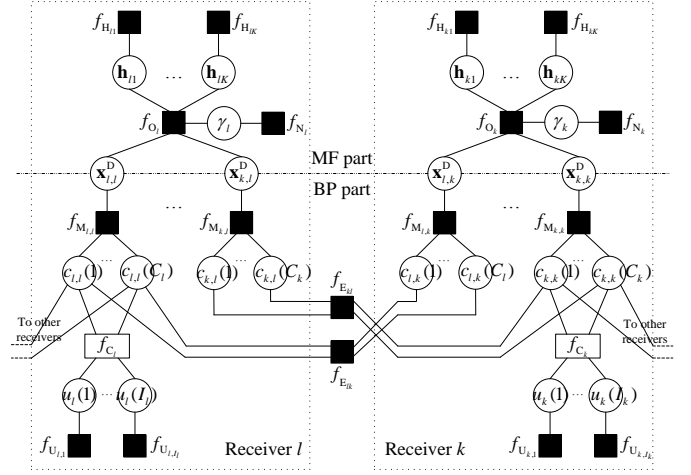 f_{H_{l1}} f_{H_{lK}} f_{H_{k1}} f_{H_{kK}}
h_{l1} … h_{lK} h_{k1} … h_{kK}
f_{O_l} γ_l f_{N_l} f_{O_k} γ_k f_{N_k}
MF part
x^D_{l,l} x^D_{k,l} x^D_{l,k} x^D_{k,k}
BP part
… …
f_{M_{l,l}} f_{M_{k,l}} f_{M_{l,k}} f_{M_{k,k}}
… … … …
c_{l,l}(1) c_{l,l}(C_l) c_{k,l}(1) c_{k,l}(C_k) c_{l,k}(1) c_{l,k}(C_l) c_{k,k}(1) c_{k,k}(C_k)
f_{E_{kl}}
To other
receivers
To other
receivers
… …
f_{C_l} f_{C_k}
f_{E_{lk}}
u_l(1) … u_l(I_l) u_k(1) … u_k(I_k)
f_{U_{l,1}} f_{U_{l,I_l}} Receiver l Receiver k f_{U_{k,1}} f_{U_{k,I_k}}